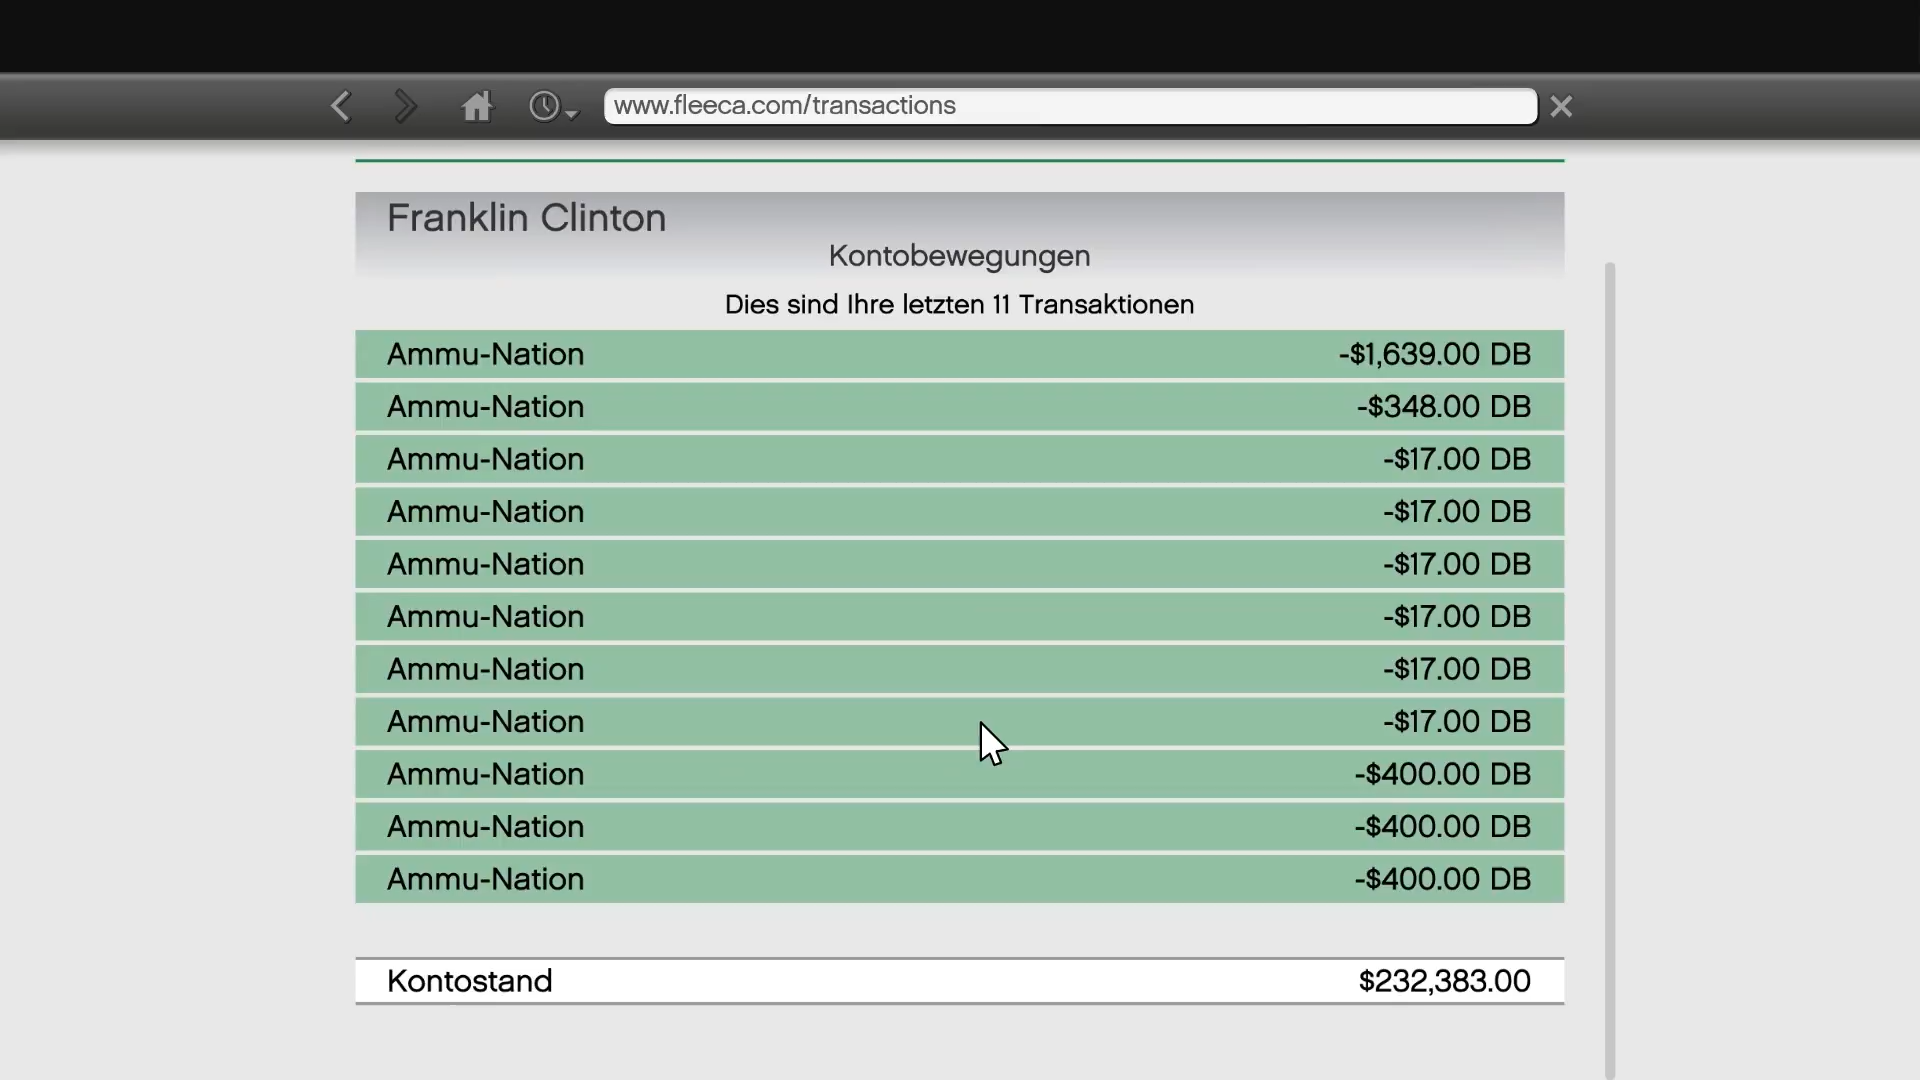 www.fleeca.com/transactions
Franklin Clinton
Kontobewegungen
Dies sind Ihre letzten 11 Transaktionen
Ammu-Nation -$1,639.00 DB
Ammu-Nation -$348.00 DB
Ammu-Nation -$17.00 DB
Ammu-Nation -$17.00 DB
Ammu-Nation -$17.00 DB
Ammu-Nation -$17.00 DB
Ammu-Nation -$17.00 DB
Ammu-Nation -$17.00 DB
Ammu-Nation -$400.00 DB
Ammu-Nation -$400.00 DB
Ammu-Nation -$400.00 DB
Kontostand $232,383.00